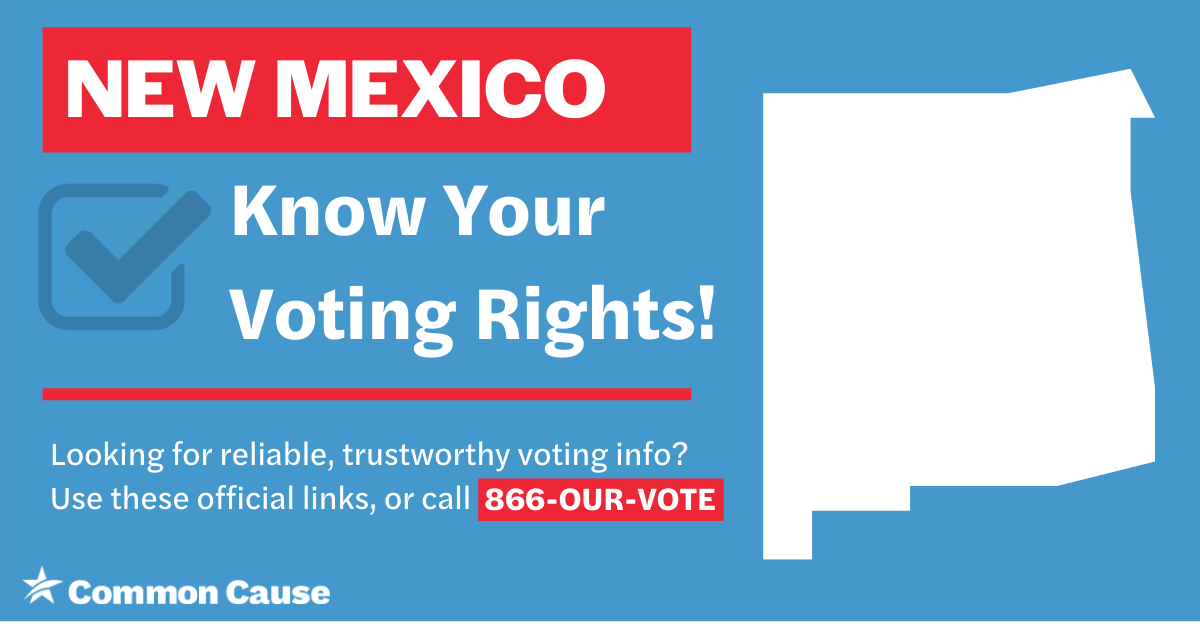 NEW MEXICO
Know Your
Voting Rights!
Looking for reliable, trustworthy voting info?
Use these official links, or call 866-OUR-VOTE
Common Cause